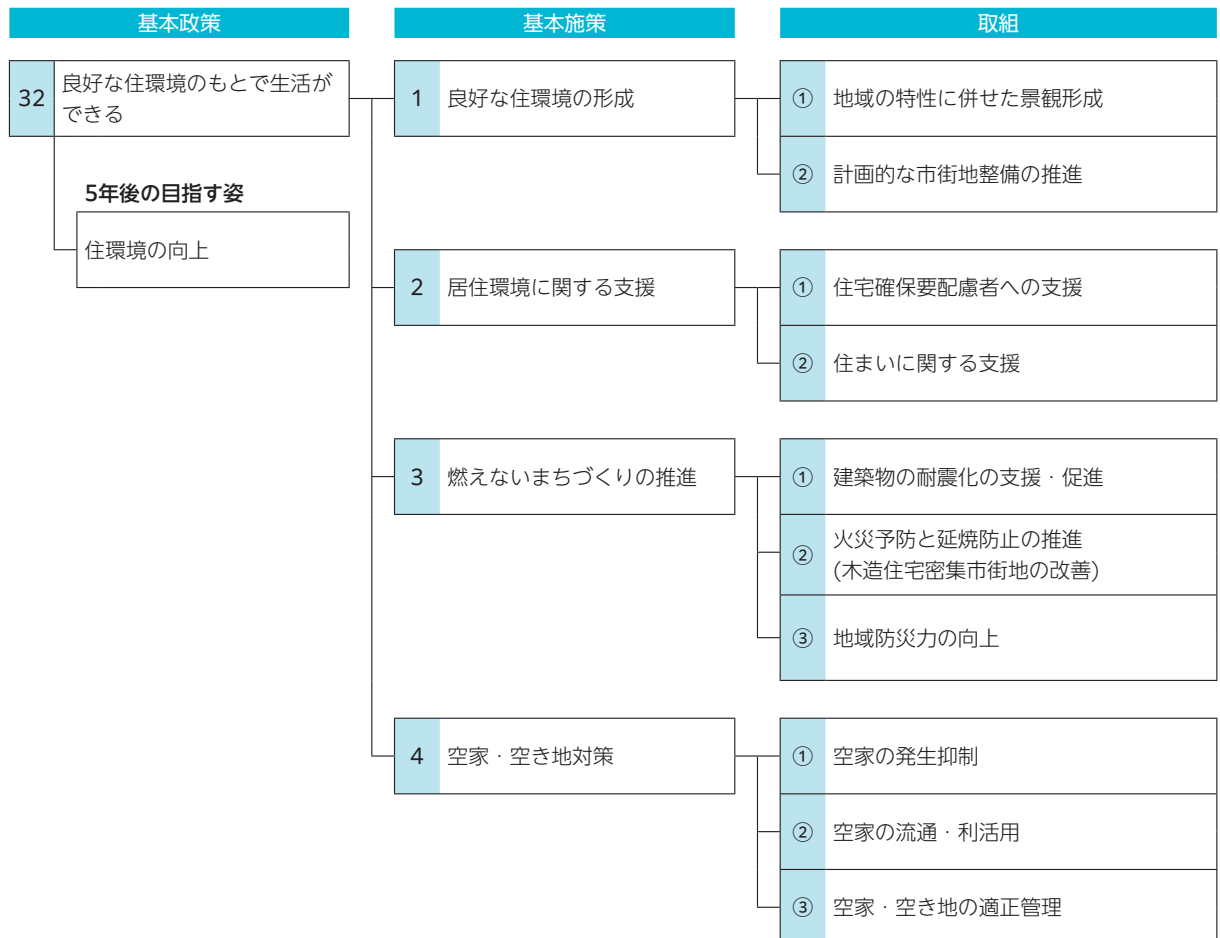 基本政策
基本施策
取組
32
良好な住環境のもとで生活が
できる
5年後の目指す姿
住環境の向上
1
良好な住環境の形成
①
地域の特性に併せた景観形成
②
計画的な市街地整備の推進
2
居住環境に関する支援
①
住宅確保要配慮者への支援
②
住まいに関する支援
3
燃えないまちづくりの推進
①
建築物の耐震化の支援・促進
②
火災予防と延焼防止の推進
(木造住宅密集市街地の改善)
③
地域防災力の向上
4
空家・空き地対策
①
空家の発生抑制
②
空家の流通・利活用
③
空家・空き地の適正管理